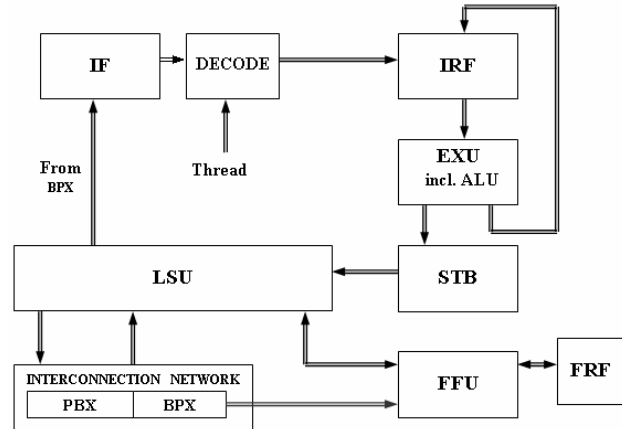 IF
DECODE
IRF
EXU
incl. ALU
From
BPX
Thread
LSU
STB
INTERCONNECTION NETWORK
PBX
BPX
FFU
FRF